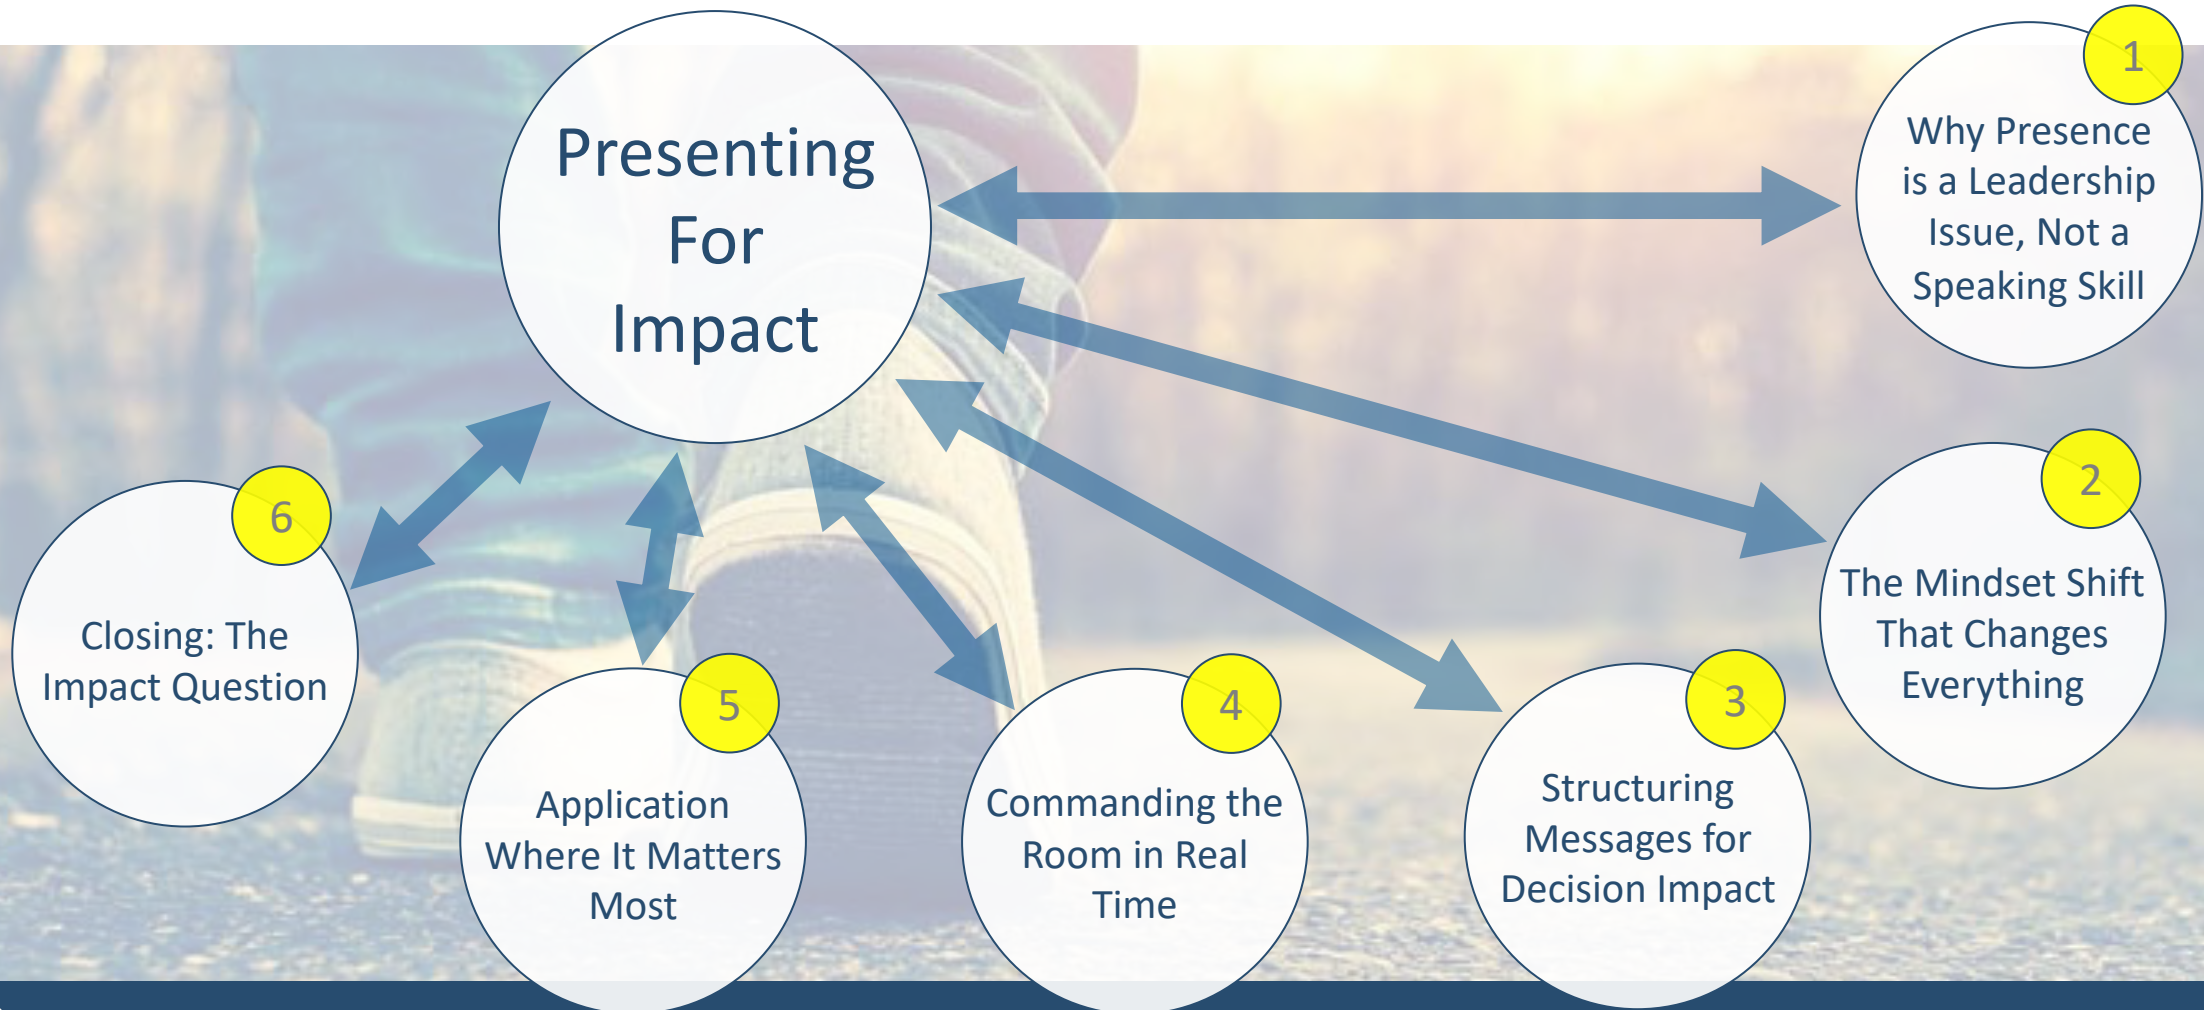 Presenting
For
Impact
1
Why Presence
is a Leadership
Issue, Not a
Speaking Skill
2
The Mindset Shift
That Changes
Everything
3
Structuring
Messages for
Decision Impact
4
Commanding the
Room in Real
Time
5
Application
Where It Matters
Most
6
Closing: The
Impact Question